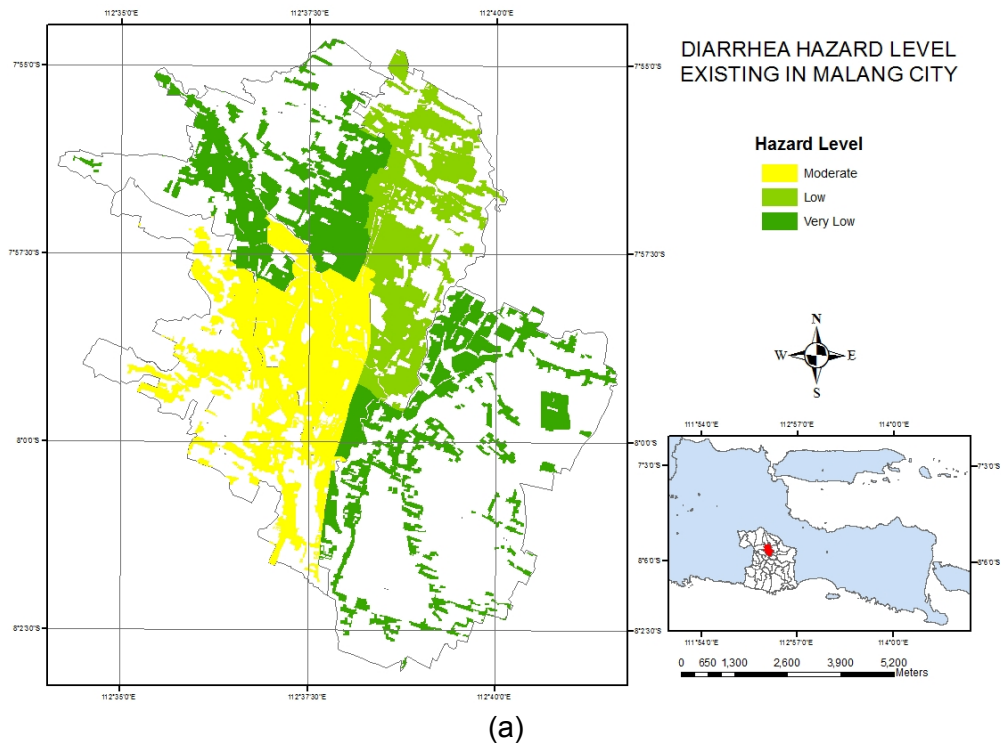 112°35'0"E 112°37'30"E 112°40'0"E
7°55'0"S 7°55'0"S
7°57'30"S 7°57'30"S
8°0'0"S 8°0'0"S
8°2'30"S 8°2'30"S
112°35'0"E 112°37'30"E 112°40'0"E
DIARRHEA HAZARD LEVEL
EXISTING IN MALANG CITY
Hazard Level
Moderate
Low
Very Low
N
W E
S
111°54'0"E 112°57'0"E 114°0'0"E
7°3'0"S 7°3'0"S
8°6'0"S 8°6'0"S
111°54'0"E 112°57'0"E 114°0'0"E
0 650 1,300 2,600 3,900 5,200
Meters
(a)